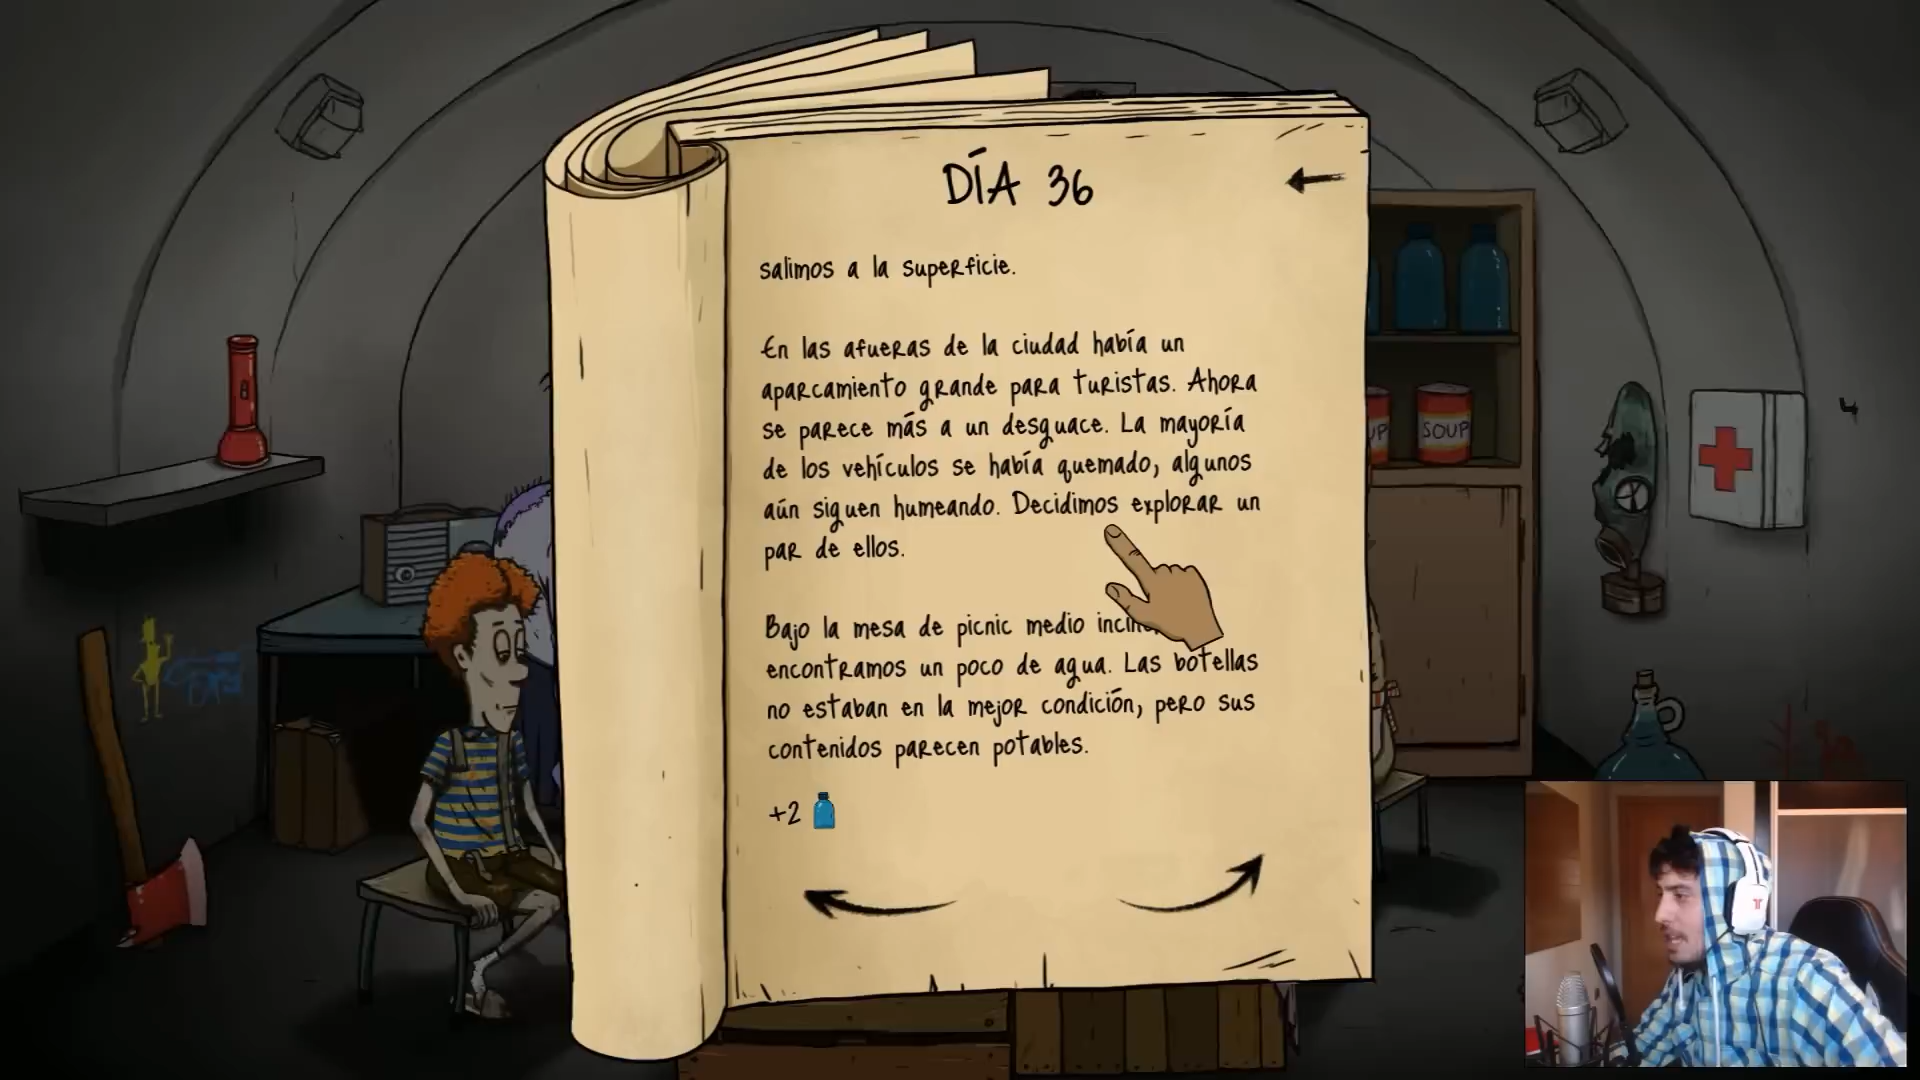 DÍA 36
salimos a la superficie.
En las afueras de la ciudad había un
aparcamiento grande para turistas. Ahora
se parece más a un desguace. La mayoría
de los vehículos se había quemado, algunos
aún siguen humeando. Decidimos explorar un
par de ellos.
Bajo la mesa de picnic medio
encontramos un poco de agua. Las botellas
no estaban en la mejor condición, pero sus
contenidos parecen potables.
+2
SOUP